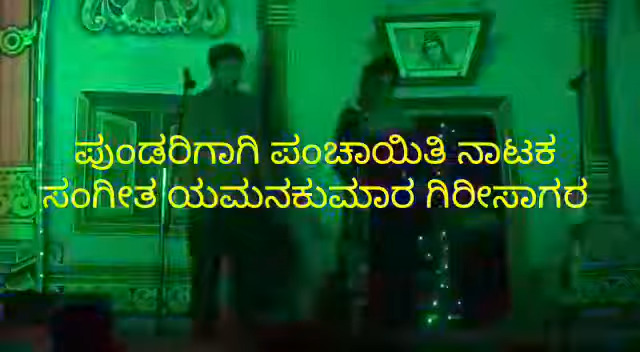 ಪುಂಡರಿಗಾಗಿ ಪಂಚಾಯಿತಿ ನಾಟಕ
ಸಂಗೀತ ಯಮನಕುಮಾರ ಗಿರೀಸಾಗರ